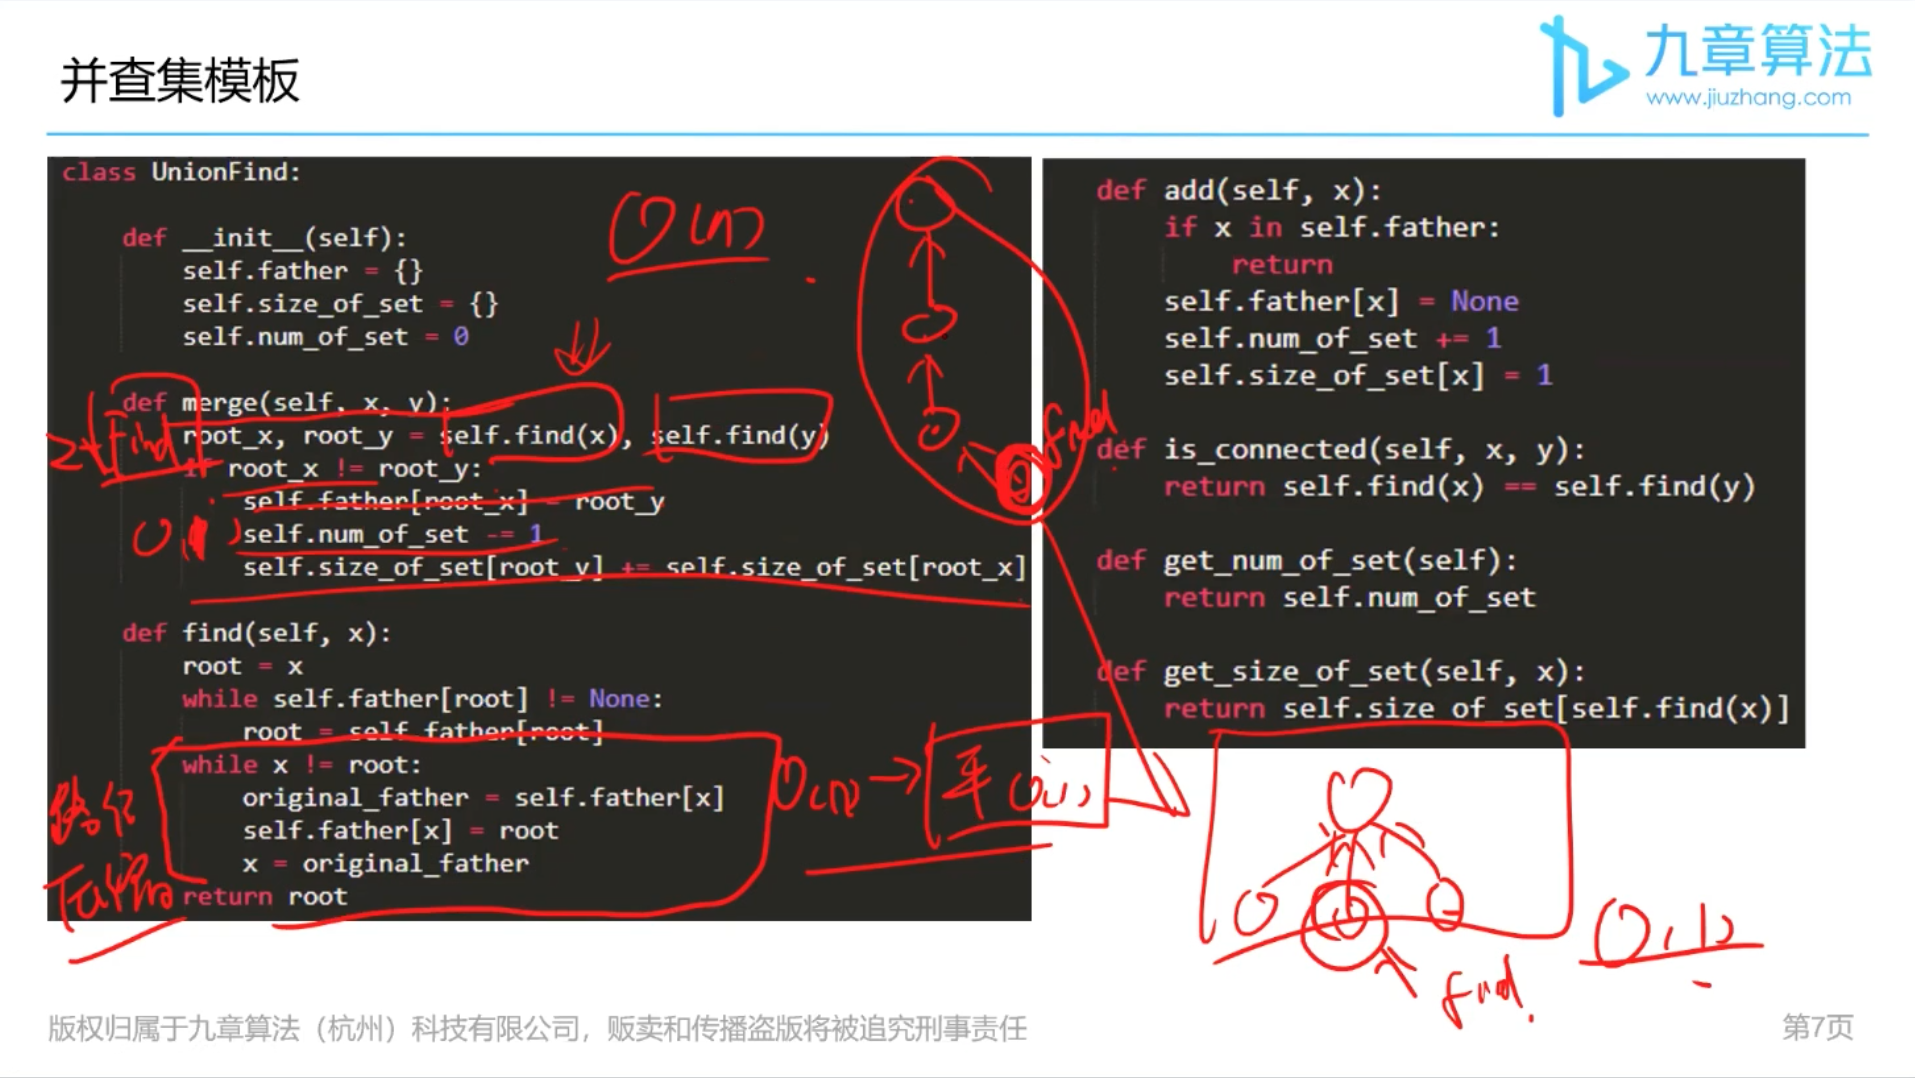 并查集模板
九章算法
www.jiuzhang.com
class UnionFind:
def __init__(self):
self.father = {}
self.size_of_set = {}
self.num_of_set = 0
def merge(self, x, y):
root_x, root_y = self.find(x), self.find(y)
if root_x != root_y:
self.father[root_x] = root_y
self.num_of_set -= 1
self.size_of_set[root_y] += self.size_of_set[root_x]
def find(self, x):
root = x
while self.father[root] != None:
root = self.father[root]
while x != root:
original_father = self.father[x]
self.father[x] = root
x = original_father
return root
def add(self, x):
if x in self.father:
return
self.father[x] = None
self.num_of_set += 1
self.size_of_set[x] = 1
def is_connected(self, x, y):
return self.find(x) == self.find(y)
def get_num_of_set(self):
return self.num_of_set
def get_size_of_set(self, x):
return self.size_of_set[self.find(x)]
O(n)
find
2 * find
O(1)
路径
O(n) → 平 O(1)
find
O(1)
版权归属于九章算法（杭州）科技有限公司，贩卖和传播盗版将被追究刑事责任
第7页